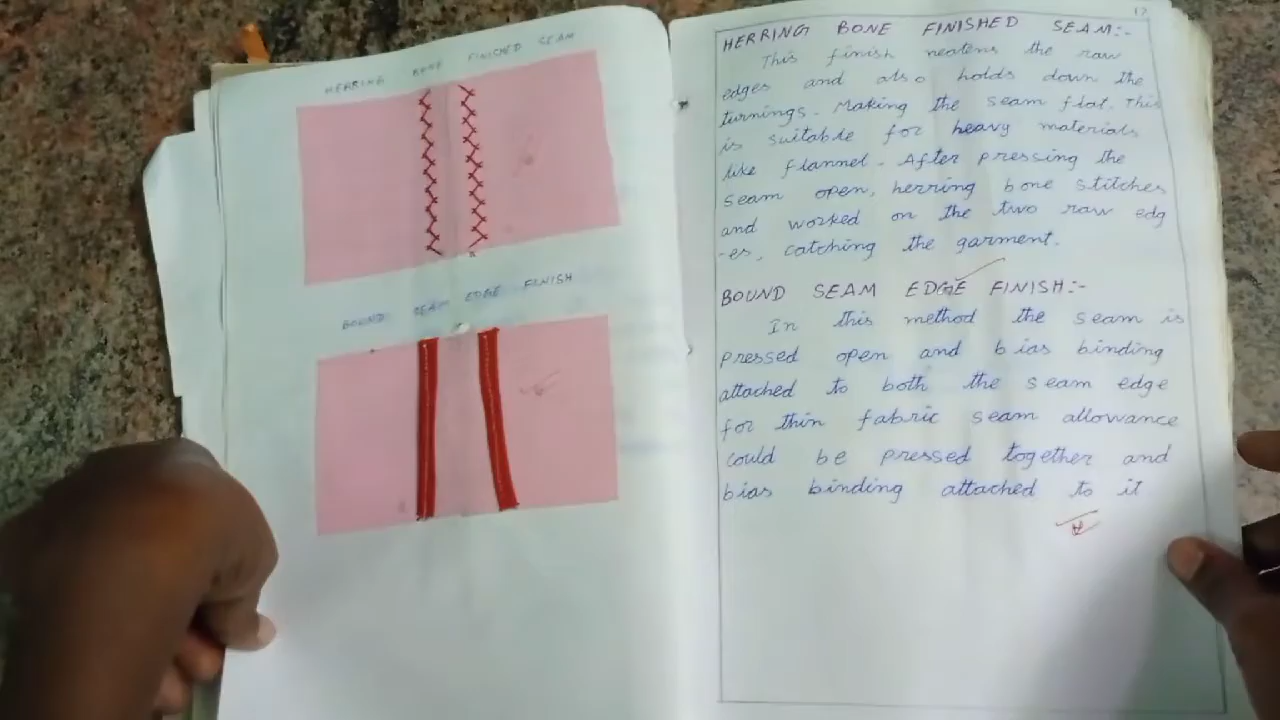 HERRING BONE FINISHED SEAM
BOUND SEAM EDGE FINISH
17
HERRING BONE FINISHED SEAM:-
This finish neatens the raw
edges and also holds down the
turnings. Making the seam flat. This
is suitable for heavy materials
like flannel. After pressing the
seam open, herring bone stitches
and worked on the two raw edg
-es, catching the garment.
BOUND SEAM EDGE FINISH:-
In this method the seam is
pressed open and bias binding
attached to both the seam edge
for thin fabric seam allowance
could be pressed together and
bias binding attached to it